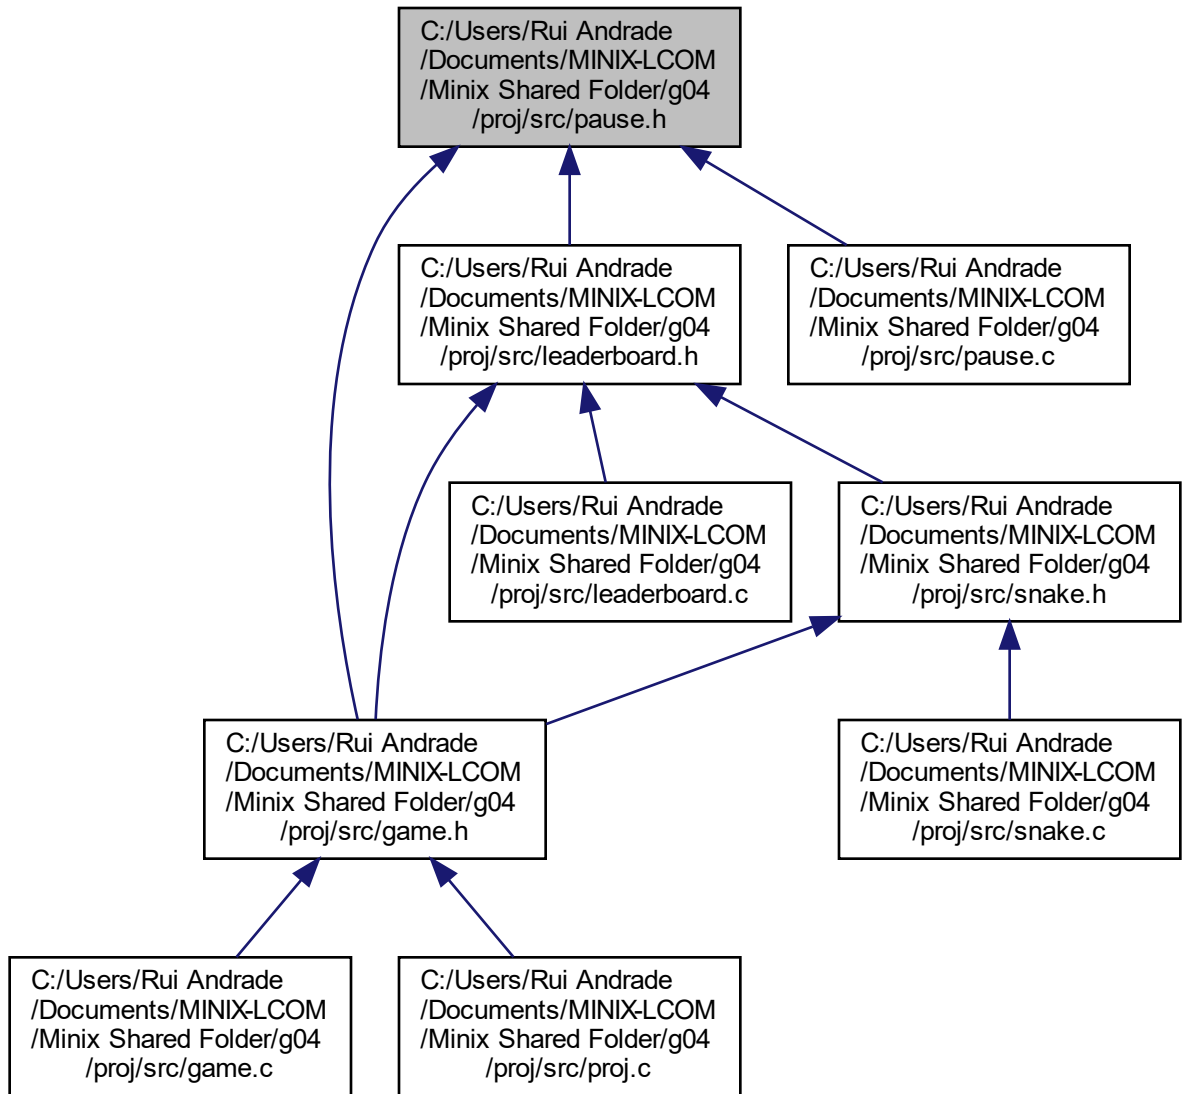 C:/Users/Rui Andrade
/Documents/MINIX-LCOM
/Minix Shared Folder/g04
/proj/src/pause.h
C:/Users/Rui Andrade
/Documents/MINIX-LCOM
/Minix Shared Folder/g04
/proj/src/leaderboard.h
C:/Users/Rui Andrade
/Documents/MINIX-LCOM
/Minix Shared Folder/g04
/proj/src/pause.c
C:/Users/Rui Andrade
/Documents/MINIX-LCOM
/Minix Shared Folder/g04
/proj/src/leaderboard.c
C:/Users/Rui Andrade
/Documents/MINIX-LCOM
/Minix Shared Folder/g04
/proj/src/snake.h
C:/Users/Rui Andrade
/Documents/MINIX-LCOM
/Minix Shared Folder/g04
/proj/src/game.h
C:/Users/Rui Andrade
/Documents/MINIX-LCOM
/Minix Shared Folder/g04
/proj/src/snake.c
C:/Users/Rui Andrade
/Documents/MINIX-LCOM
/Minix Shared Folder/g04
/proj/src/game.c
C:/Users/Rui Andrade
/Documents/MINIX-LCOM
/Minix Shared Folder/g04
/proj/src/proj.c